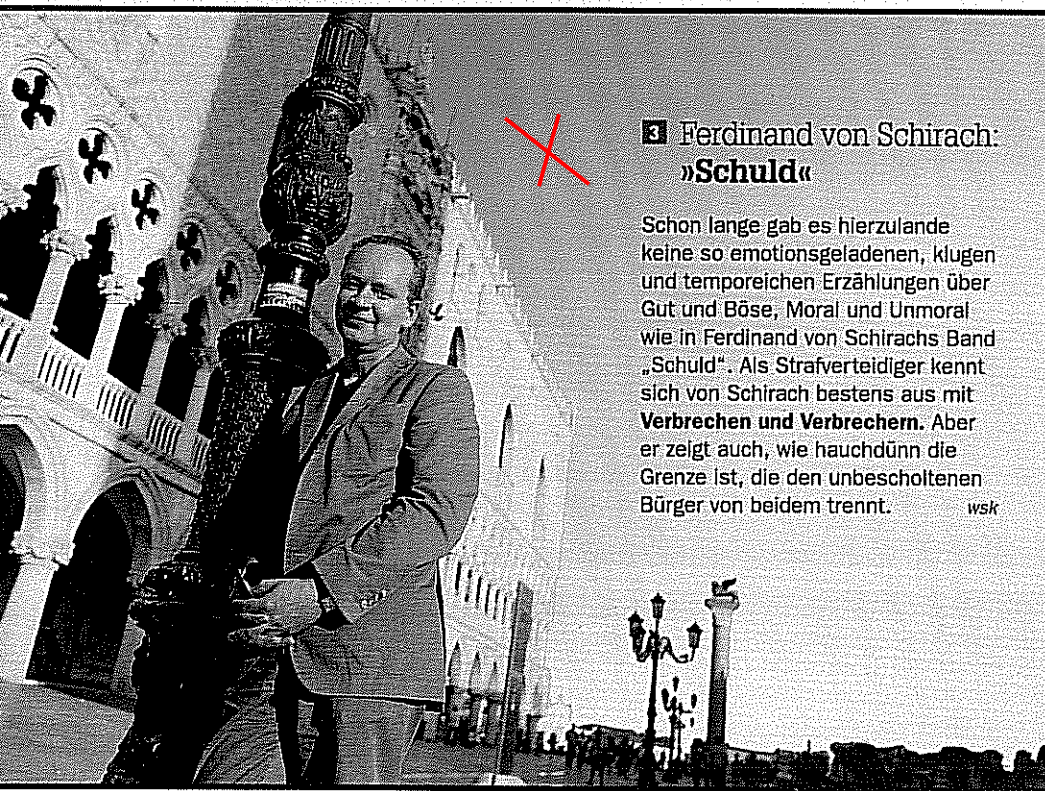 3 Ferdinand von Schirach:
»Schuld«
Schon lange gab es hierzulande
keine so emotionsgeladenen, klugen
und temporeichen Erzählungen über
Gut und Böse, Moral und Unmoral
wie in Ferdinand von Schirachs Band
„Schuld“. Als Strafverteidiger kennt
sich von Schirach bestens aus mit
Verbrechen und Verbrechern. Aber
er zeigt auch, wie hauchdünn die
Grenze ist, die den unbescholtenen
Bürger von beidem trennt. wsk